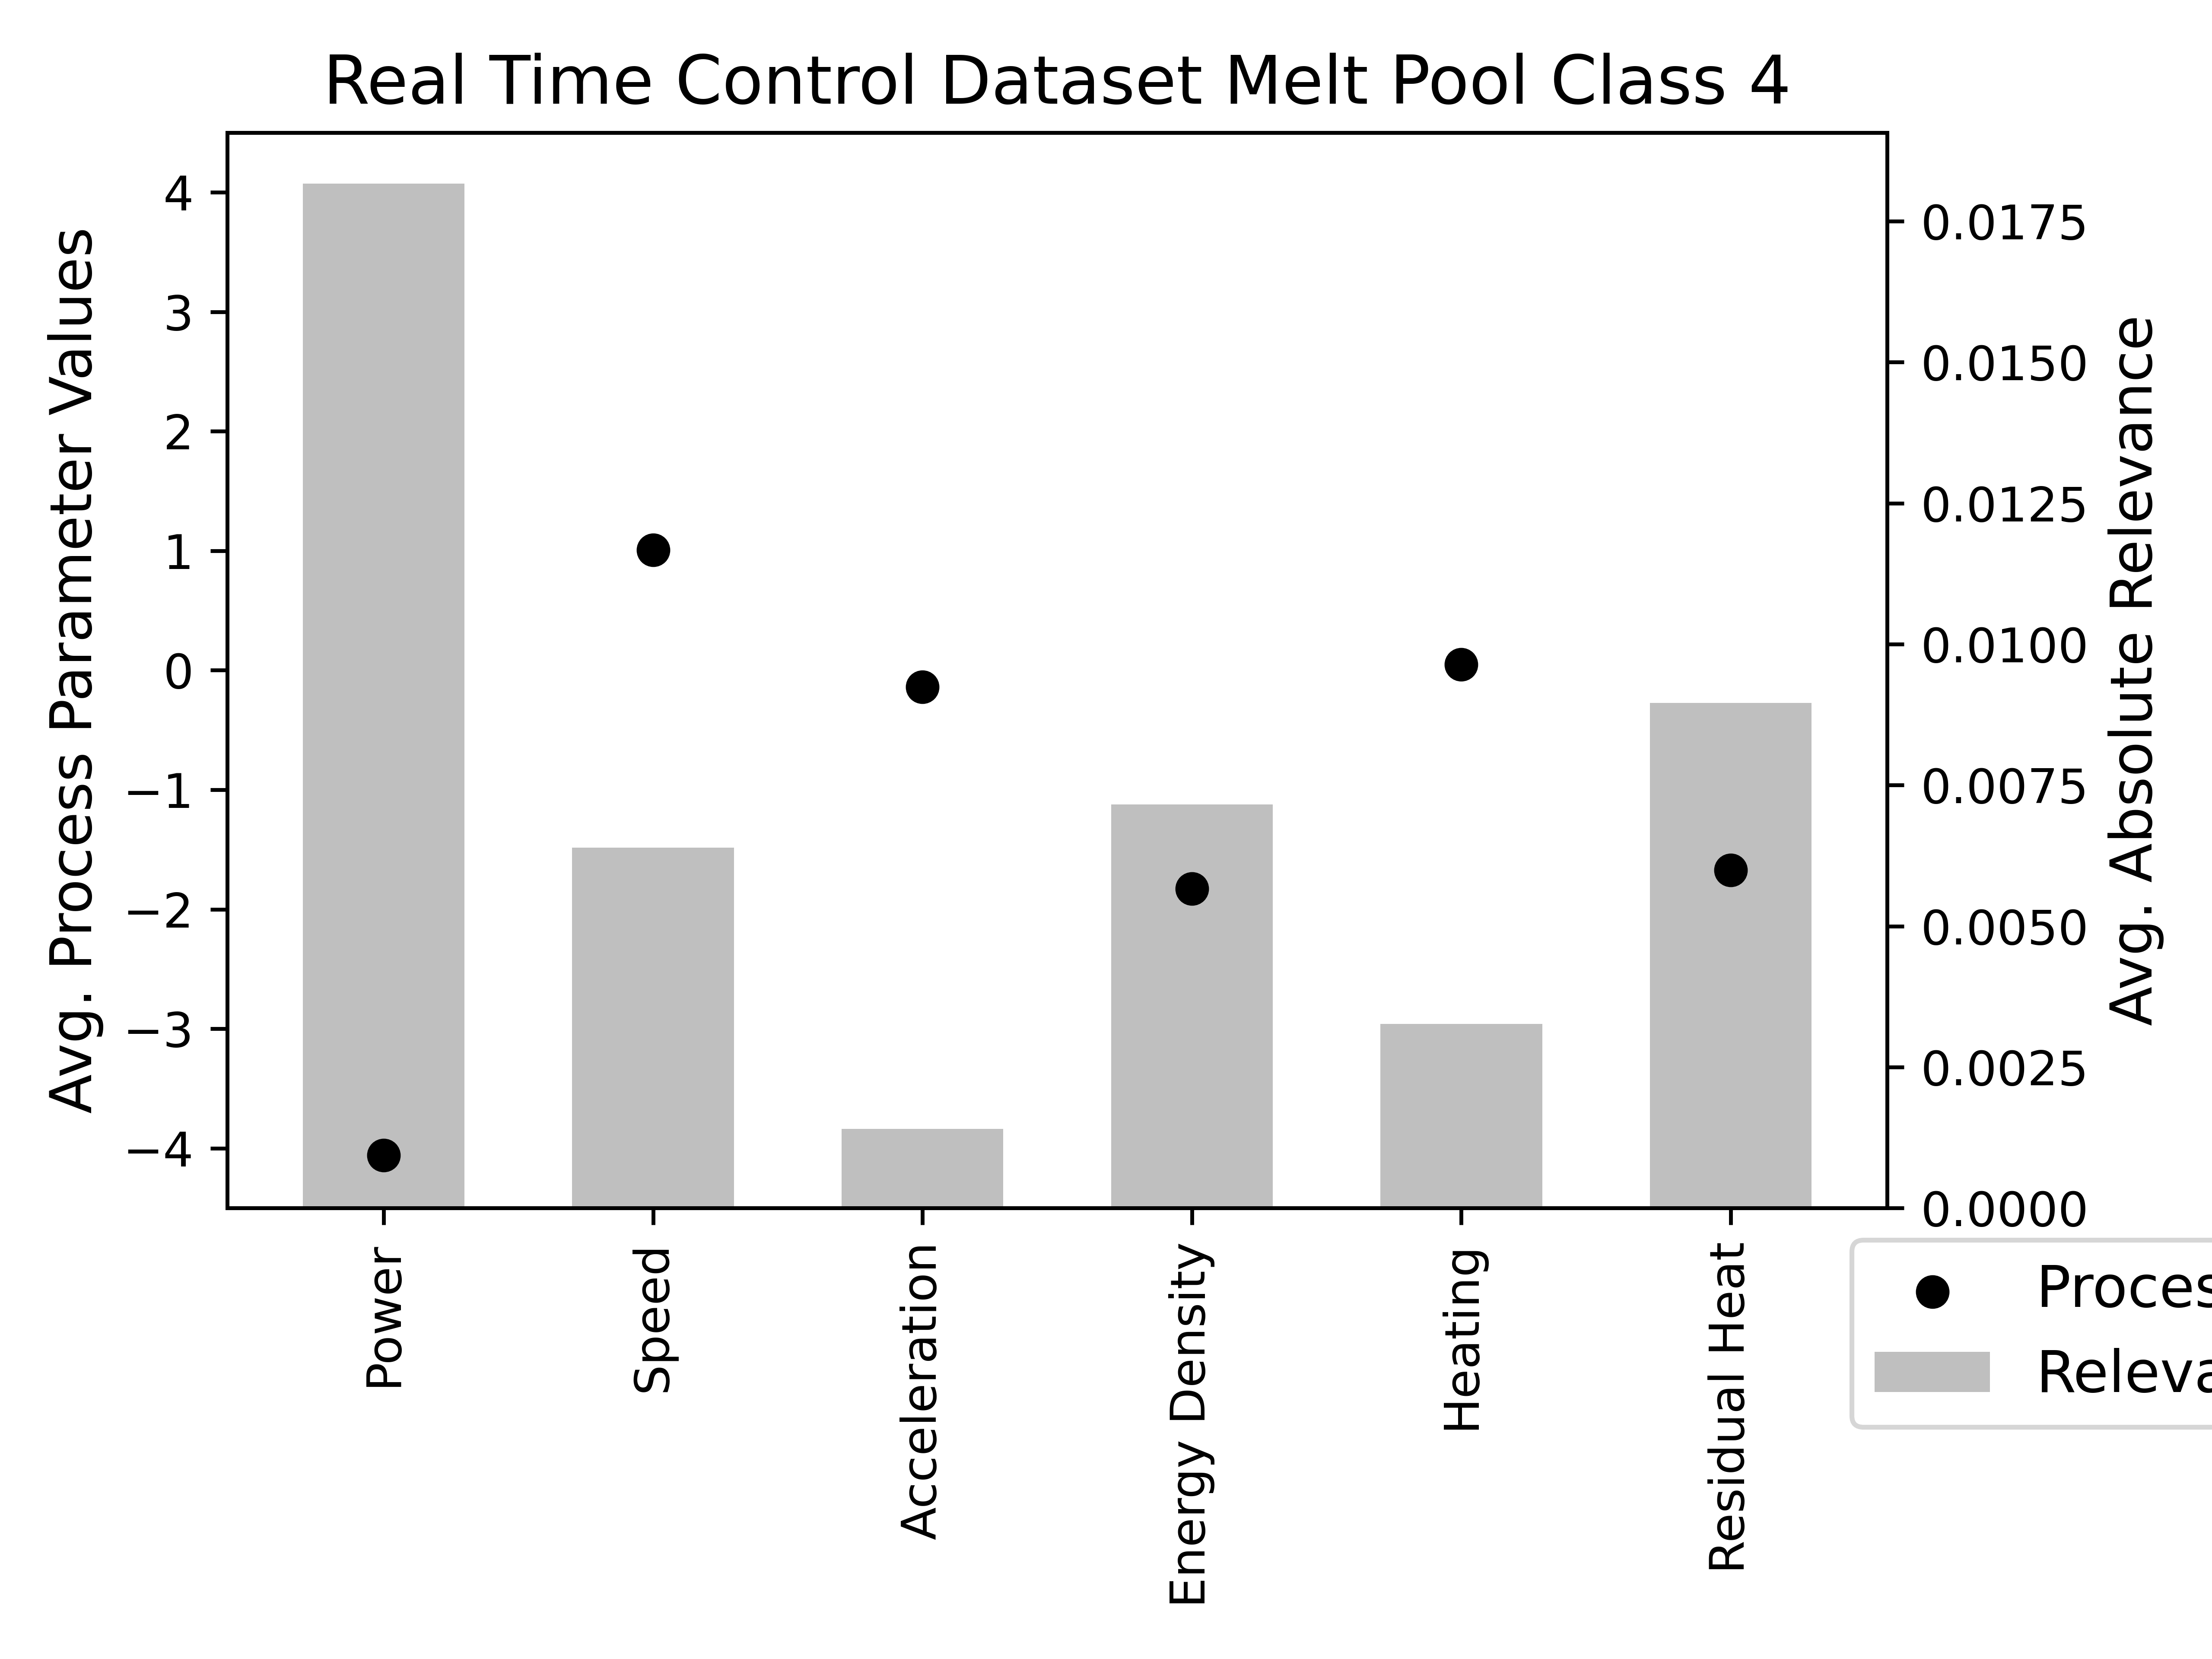 Real Time Control Dataset Melt Pool Class 4
Avg. Process Parameter Values
4
3
2
1
0
−1
−2
−3
−4
0.0175
0.0150
0.0125
0.0100
0.0075
0.0050
0.0025
0.0000
Avg. Absolute Relevance
Power
Speed
Acceleration
Energy Density
Heating
Residual Heat